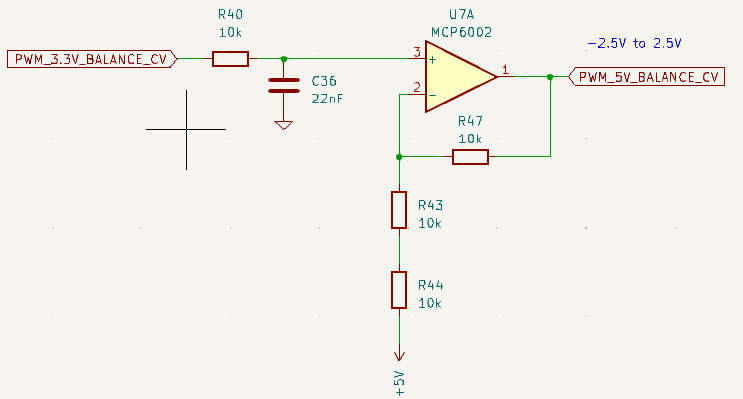 R40
10k
PWM_3.3V_BALANCE_CV
C36
22nF
U7A
MCP6002
3
+
2
-
1
-2.5V to 2.5V
PWM_5V_BALANCE_CV
R47
10k
R43
10k
R44
10k
+5V